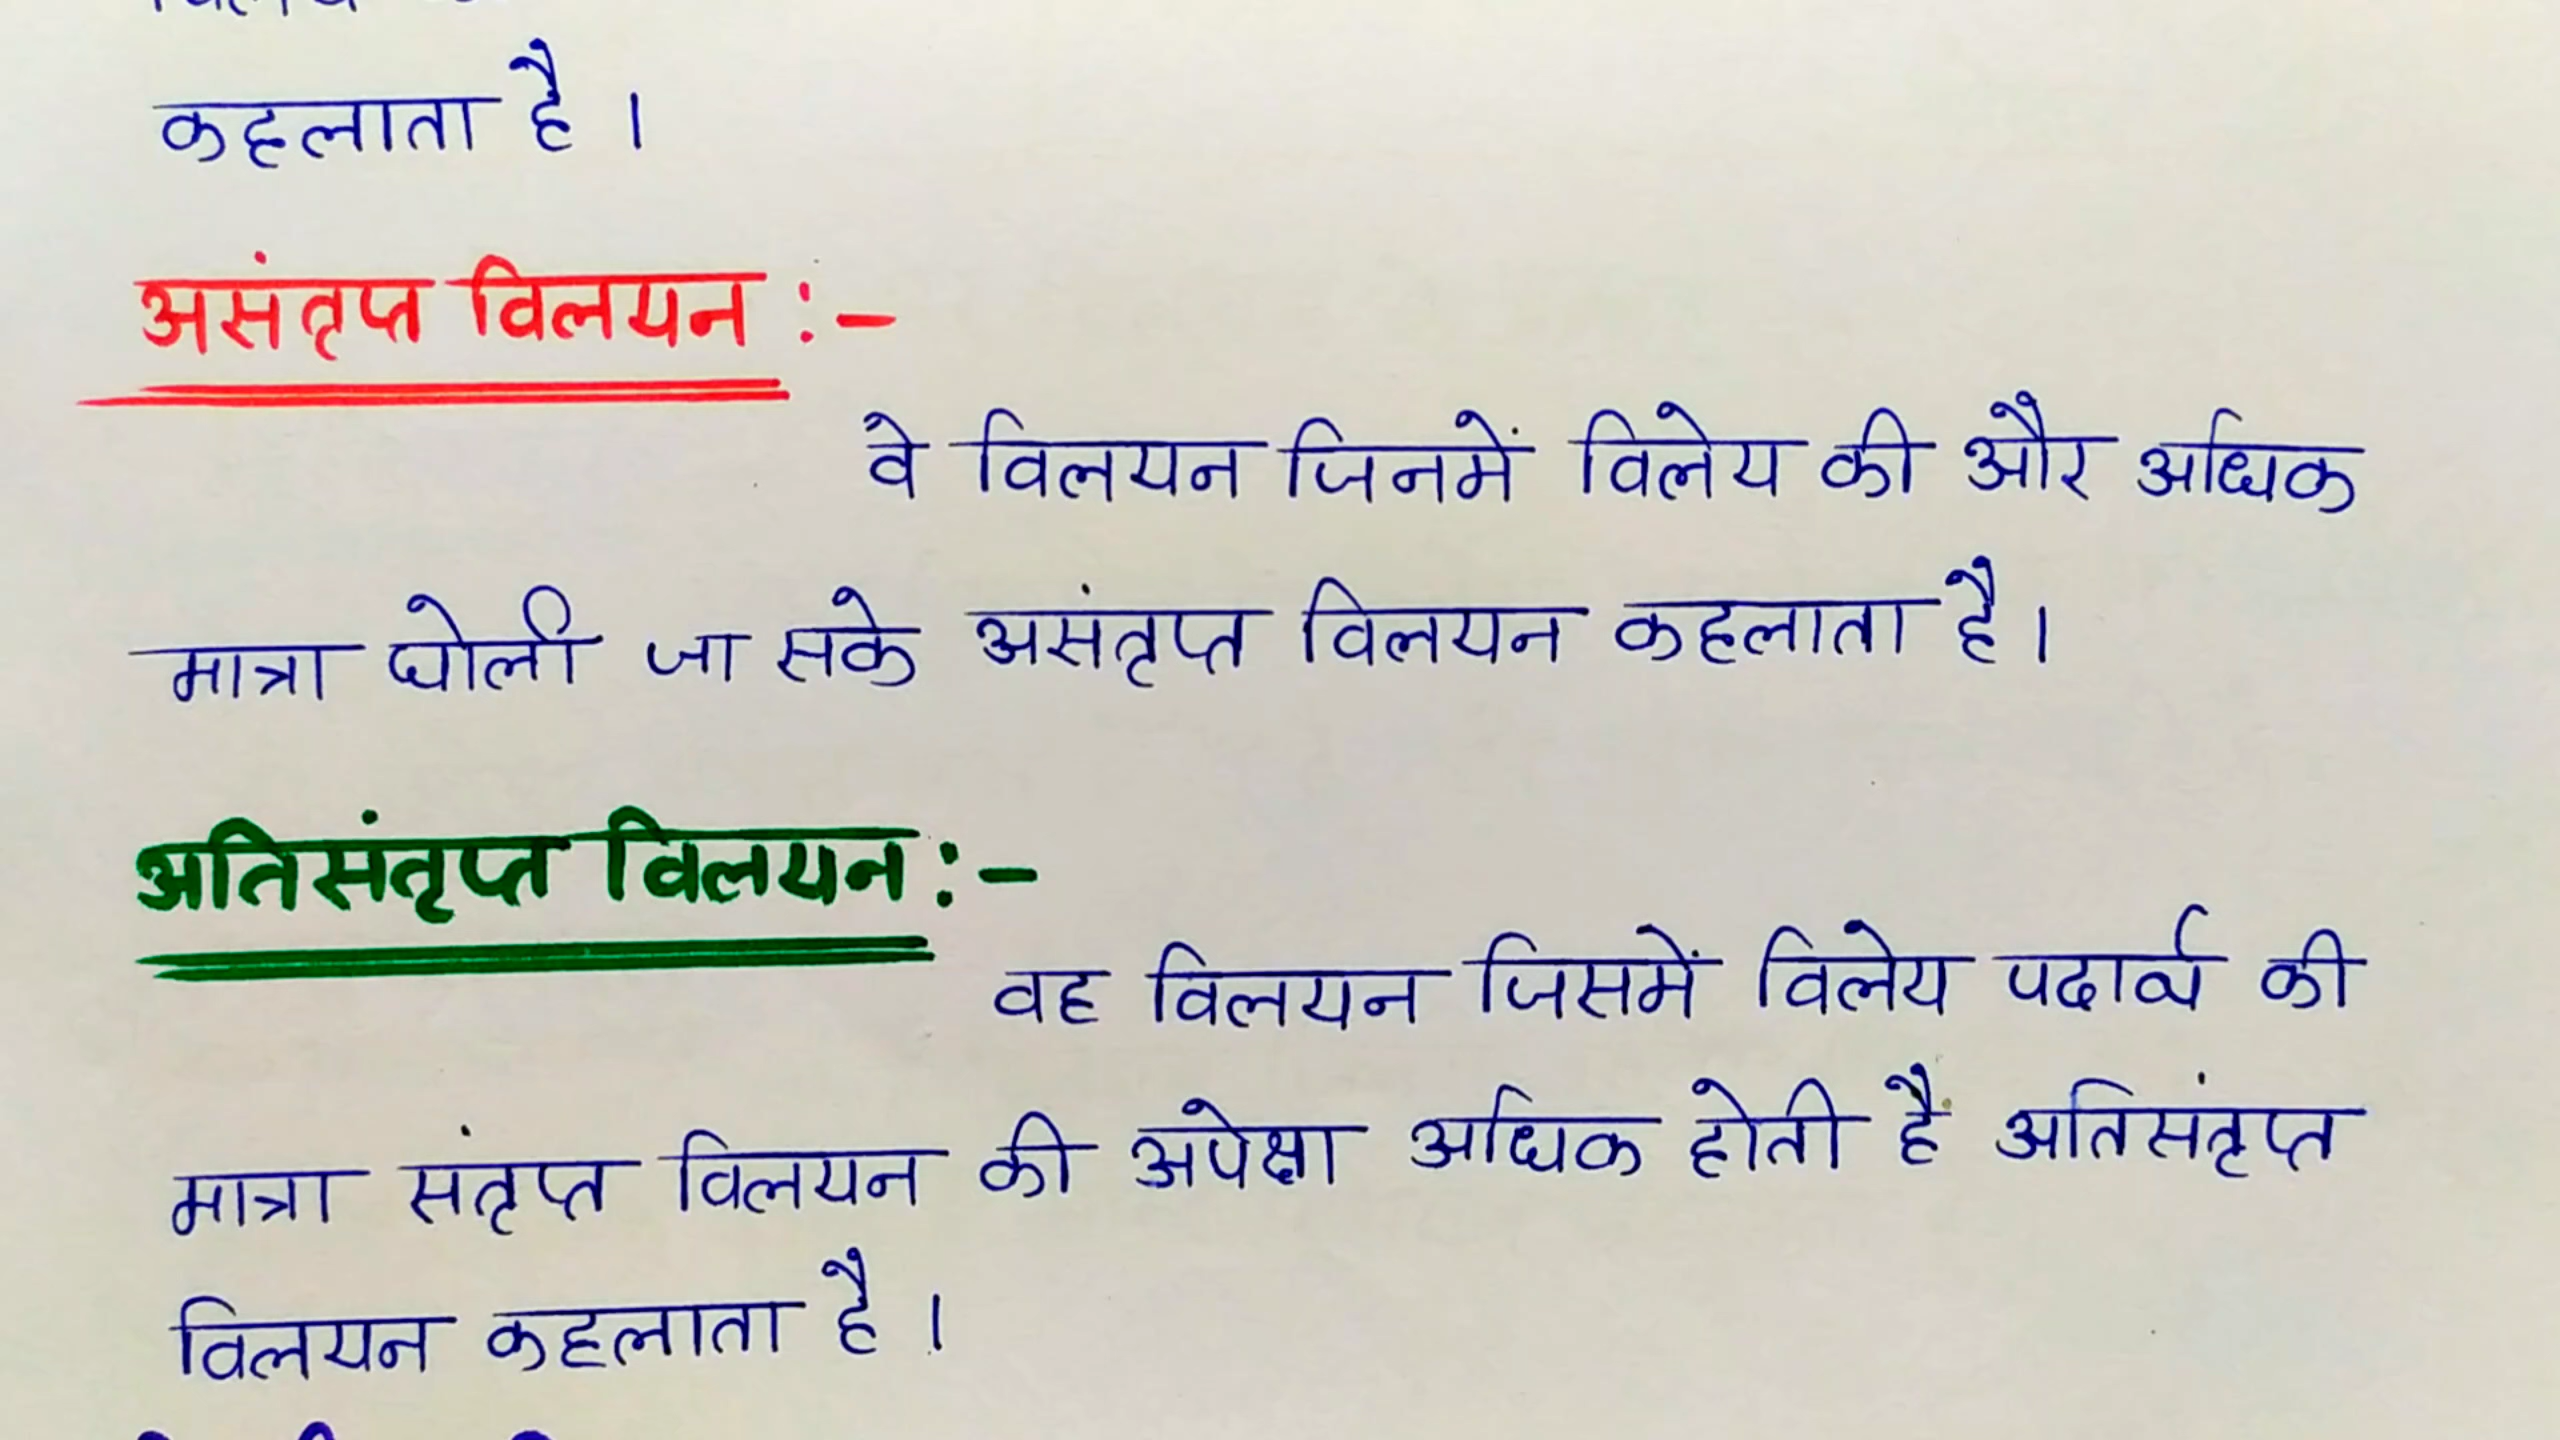 कहलाता है ।
असंतृप्त विलयन :-
वे विलयन जिनमें विलेय की और अधिक
मात्रा घोली जा सके असंतृप्त विलयन कहलाता है।
अतिसंतृप्त विलयन :-
वह विलयन जिसमें विलेय पदार्थ की
मात्रा संतृप्त विलयन की अपेक्षा अधिक होती है अतिसंतृप्त
विलयन कहलाता है ।